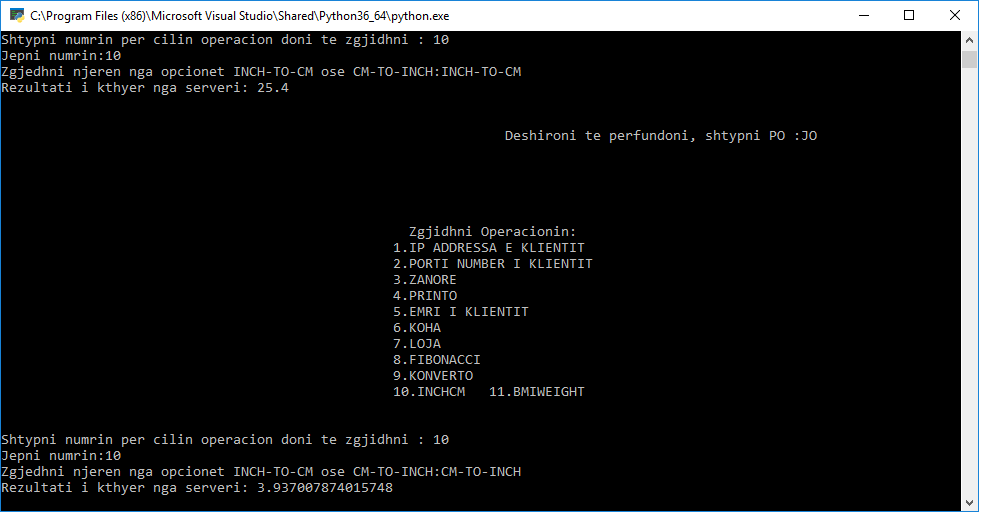 C:\Program Files (x86)\Microsoft Visual Studio\Shared\Python36_64\python.exe
Shtypni numrin per cilin operacion doni te zgjidhni : 10
Jepni numrin:10
Zgjedhni njeren nga opcionet INCH-TO-CM ose CM-TO-INCH:INCH-TO-CM
Rezultati i kthyer nga serveri: 25.4
Deshironi te perfundoni, shtypni PO :JO
Zgjidhni Operacionin:
1.IP ADDRESSA E KLIENTIT
2.PORTI NUMBER I KLIENTIT
3.ZANORE
4.PRINTO
5.EMRI I KLIENTIT
6.KOHA
7.LOJA
8.FIBONACCI
9.KONVERTO
10.INCHCM   11.BMIWEIGHT
Shtypni numrin per cilin operacion doni te zgjidhni : 10
Jepni numrin:10
Zgjedhni njeren nga opcionet INCH-TO-CM ose CM-TO-INCH:CM-TO-INCH
Rezultati i kthyer nga serveri: 3.937007874015748